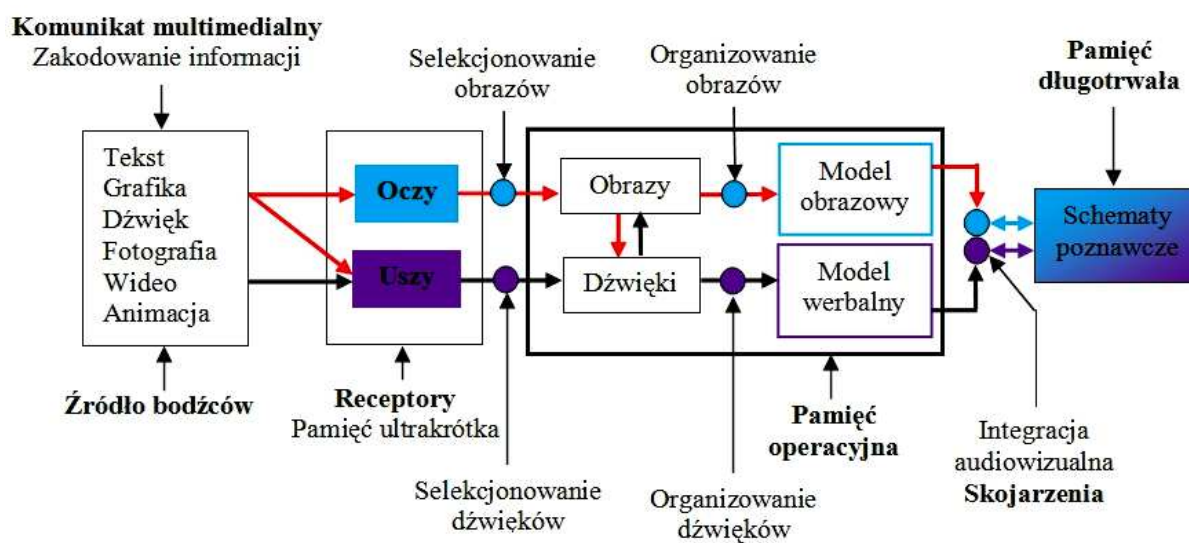 Komunikat multimedialny
Zakodowanie informacji
Selekcjonowanie
obrazów
Organizowanie
obrazów
Pamięć
długotrwała
Tekst
Grafika
Dźwięk
Fotografia
Wideo
Animacja
Oczy
Uszy
Obrazy
Dźwięki
Model
obrazowy
Model
werbalny
Schematy
poznawcze
Źródło bodźców
Receptory
Pamięć ultrakrótka
Selekcjonowanie
dźwięków
Organizowanie
dźwięków
Pamięć
operacyjna
Integracja
audiowizualna
Skojarzenia